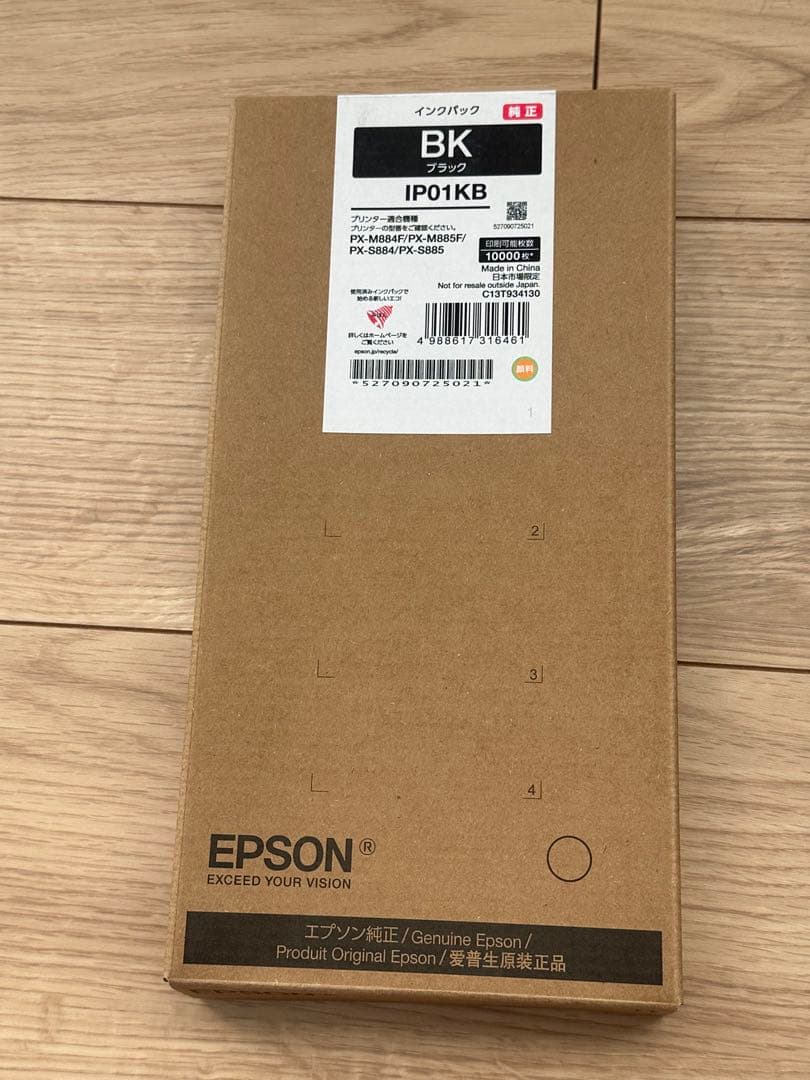 インクパック 純正
BK
ブラック
IP01KB
プリンター適合機種
プリンターの型番をご確認ください。
PX-M884F/PX-M885F/
PX-S884/PX-S885
527090725021
印刷可能枚数
10000枚*
Made in China
日本市場限定
Not for resale outside Japan.
C13T934130
使用済みインクパックで
始める新しいエコ!
詳しくはホームページを
ご覧ください
epson.jp/recycle/
4 988617 316461
*527090725021*
顔料
1
2
3
4
EPSON®
EXCEED YOUR VISION
エプソン純正/Genuine Epson/
Produit Original Epson/爱普生原装正品